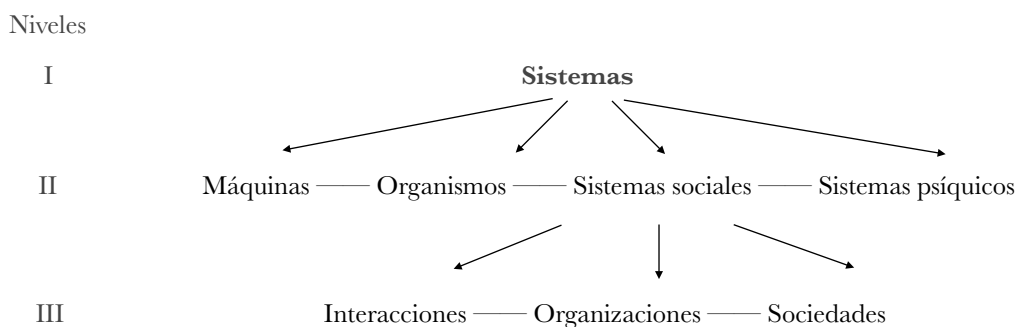 Niveles
I Sistemas
II Máquinas Organismos Sistemas sociales Sistemas psíquicos
III Interacciones Organizaciones Sociedades